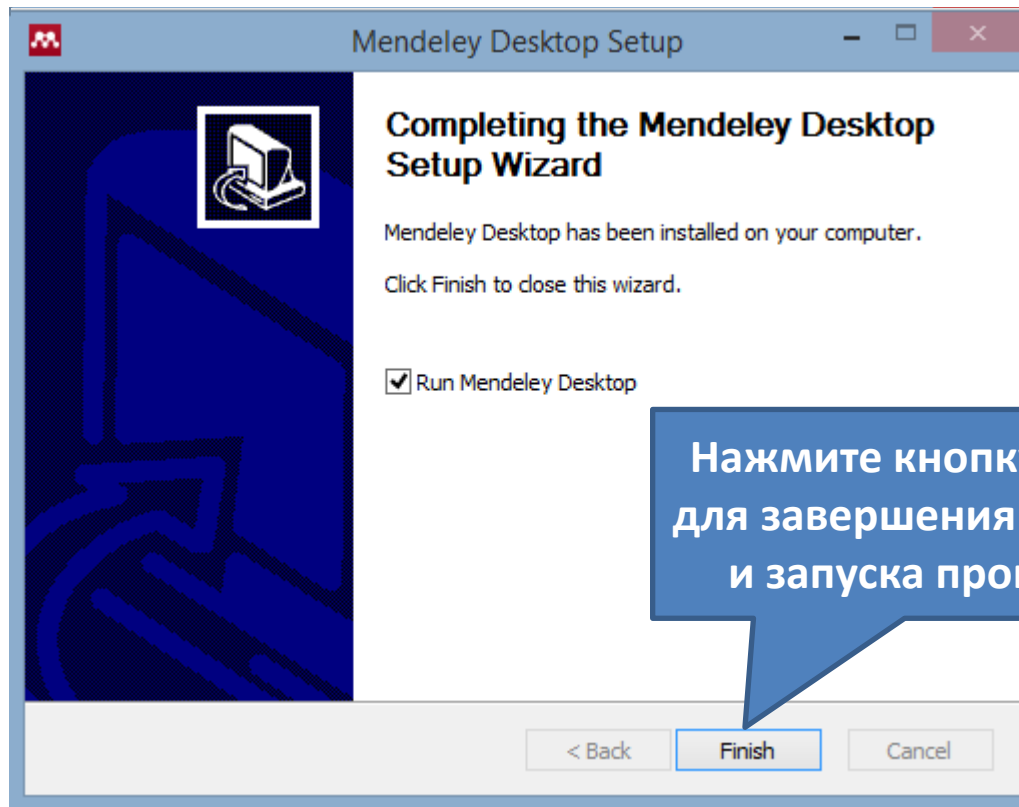 Mendeley Desktop Setup
Completing the Mendeley Desktop
Setup Wizard
Mendeley Desktop has been installed on your computer.
Click Finish to close this wizard.
Run Mendeley Desktop
Нажмите
для завершения
и запуска
< Back Finish Cancel